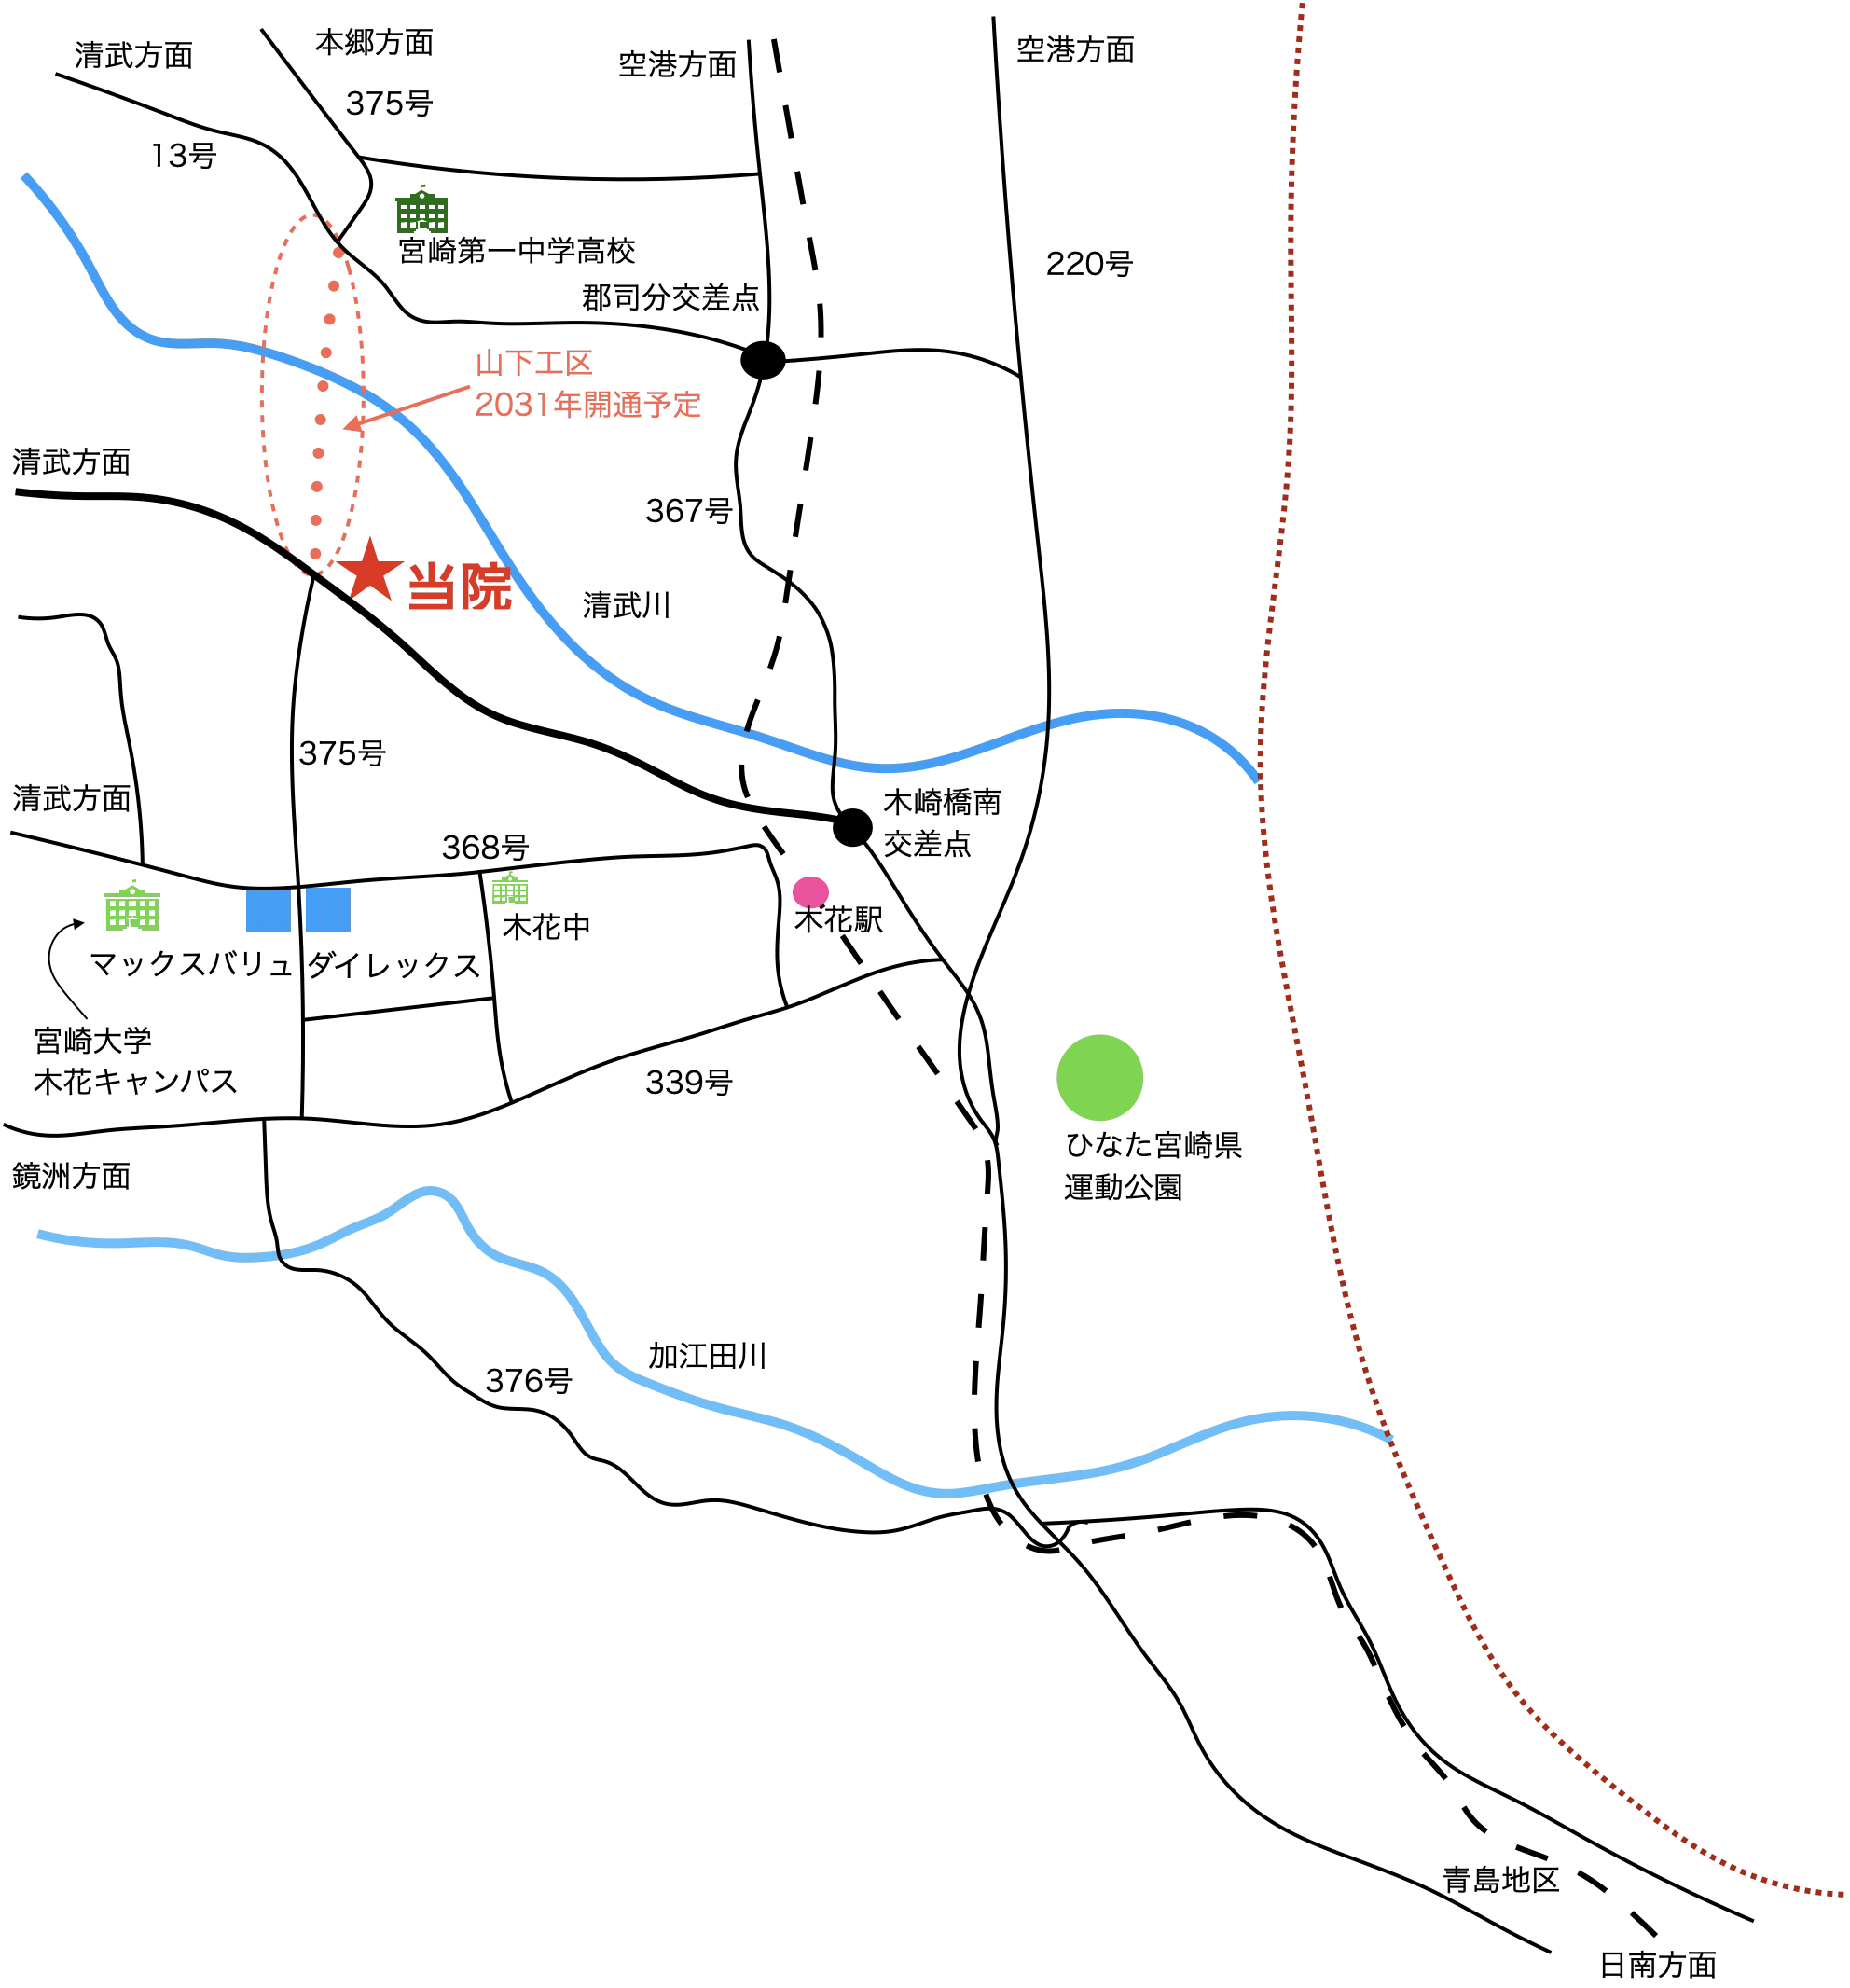 清武方面
本郷方面
空港方面
空港方面
375号
13号
宮崎第一中学高校
220号
郡司分交差点
山下工区
2031年開通予定
清武方面
367号
当院
清武川
375号
清武方面
木崎橋南
交差点
368号
木花中
木花駅
マックスバリュ
ダイレックス
宮崎大学
木花キャンパス
339号
ひなた宮崎県
運動公園
鏡洲方面
加江田川
376号
青島地区
日南方面